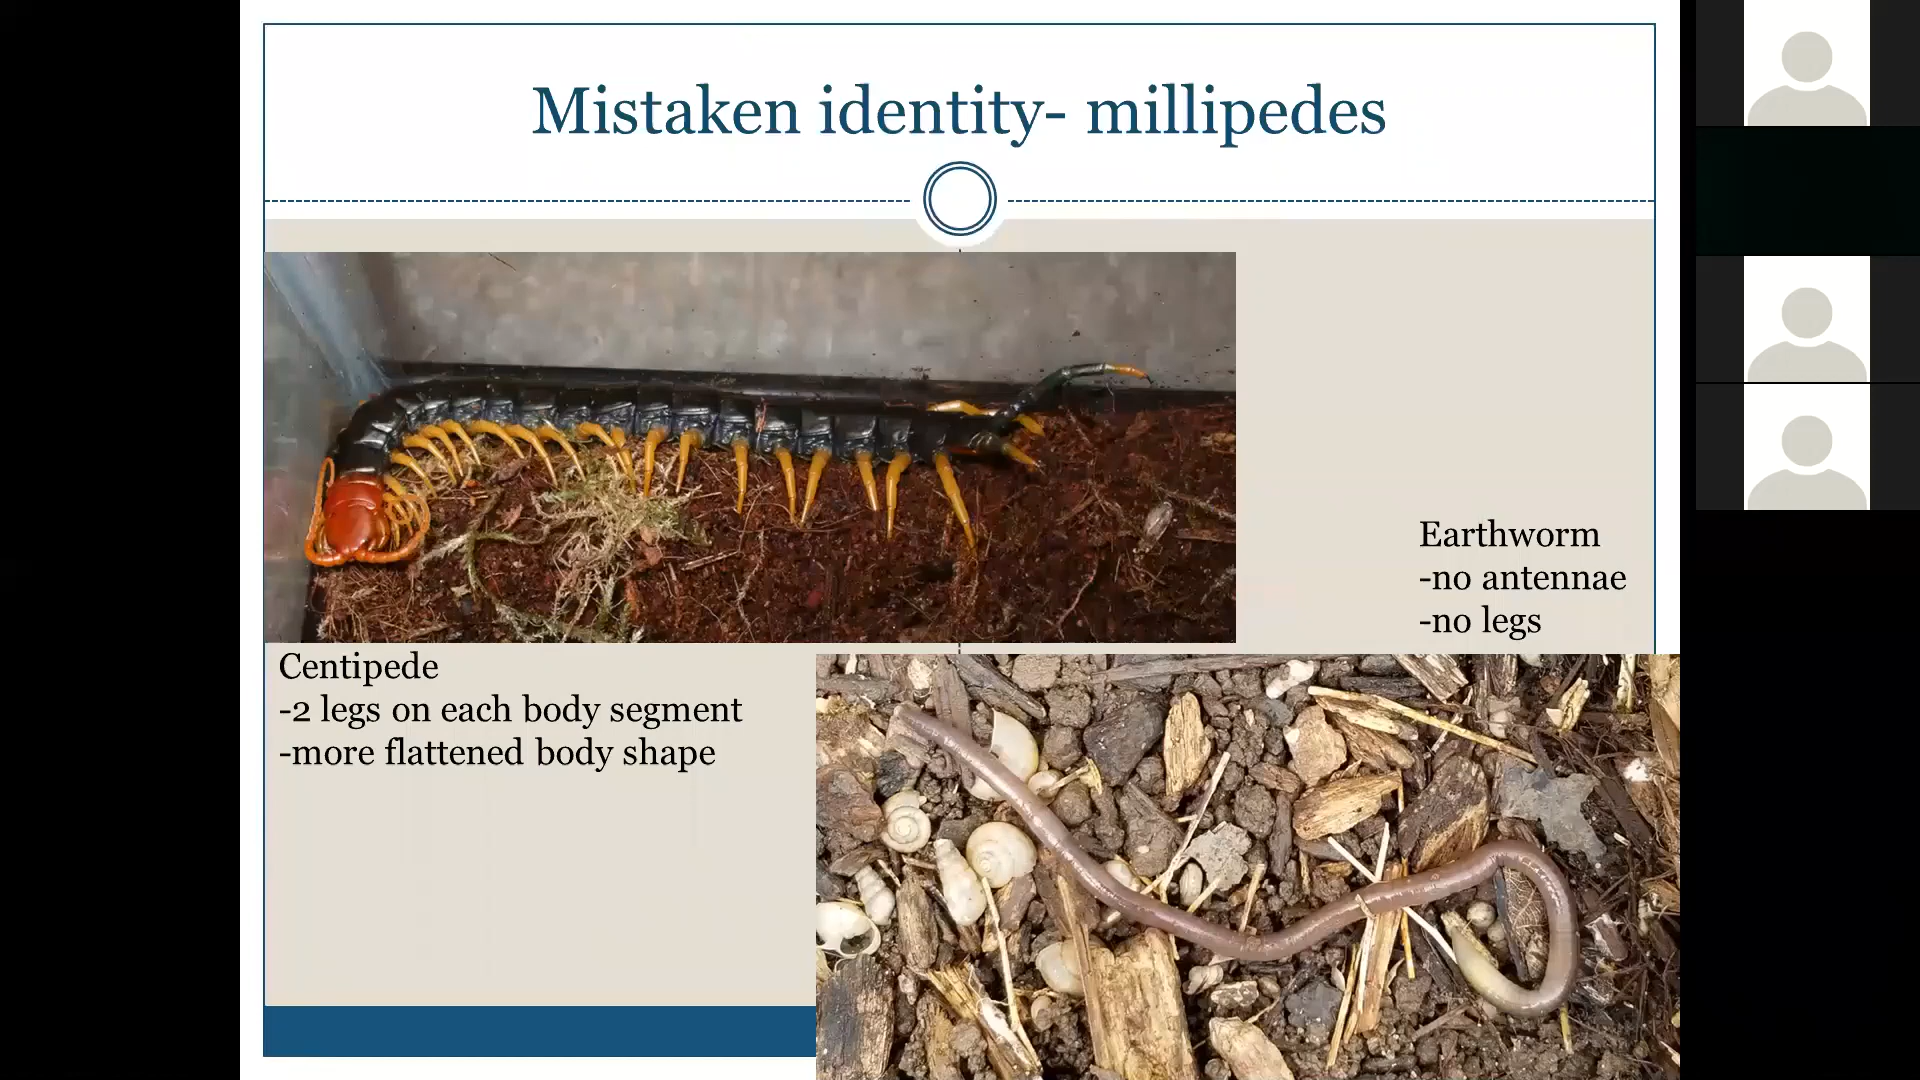 Mistaken identity- millipedes
Earthworm
-no antennae
-no legs
Centipede
-2 legs on each body segment
-more flattened body shape